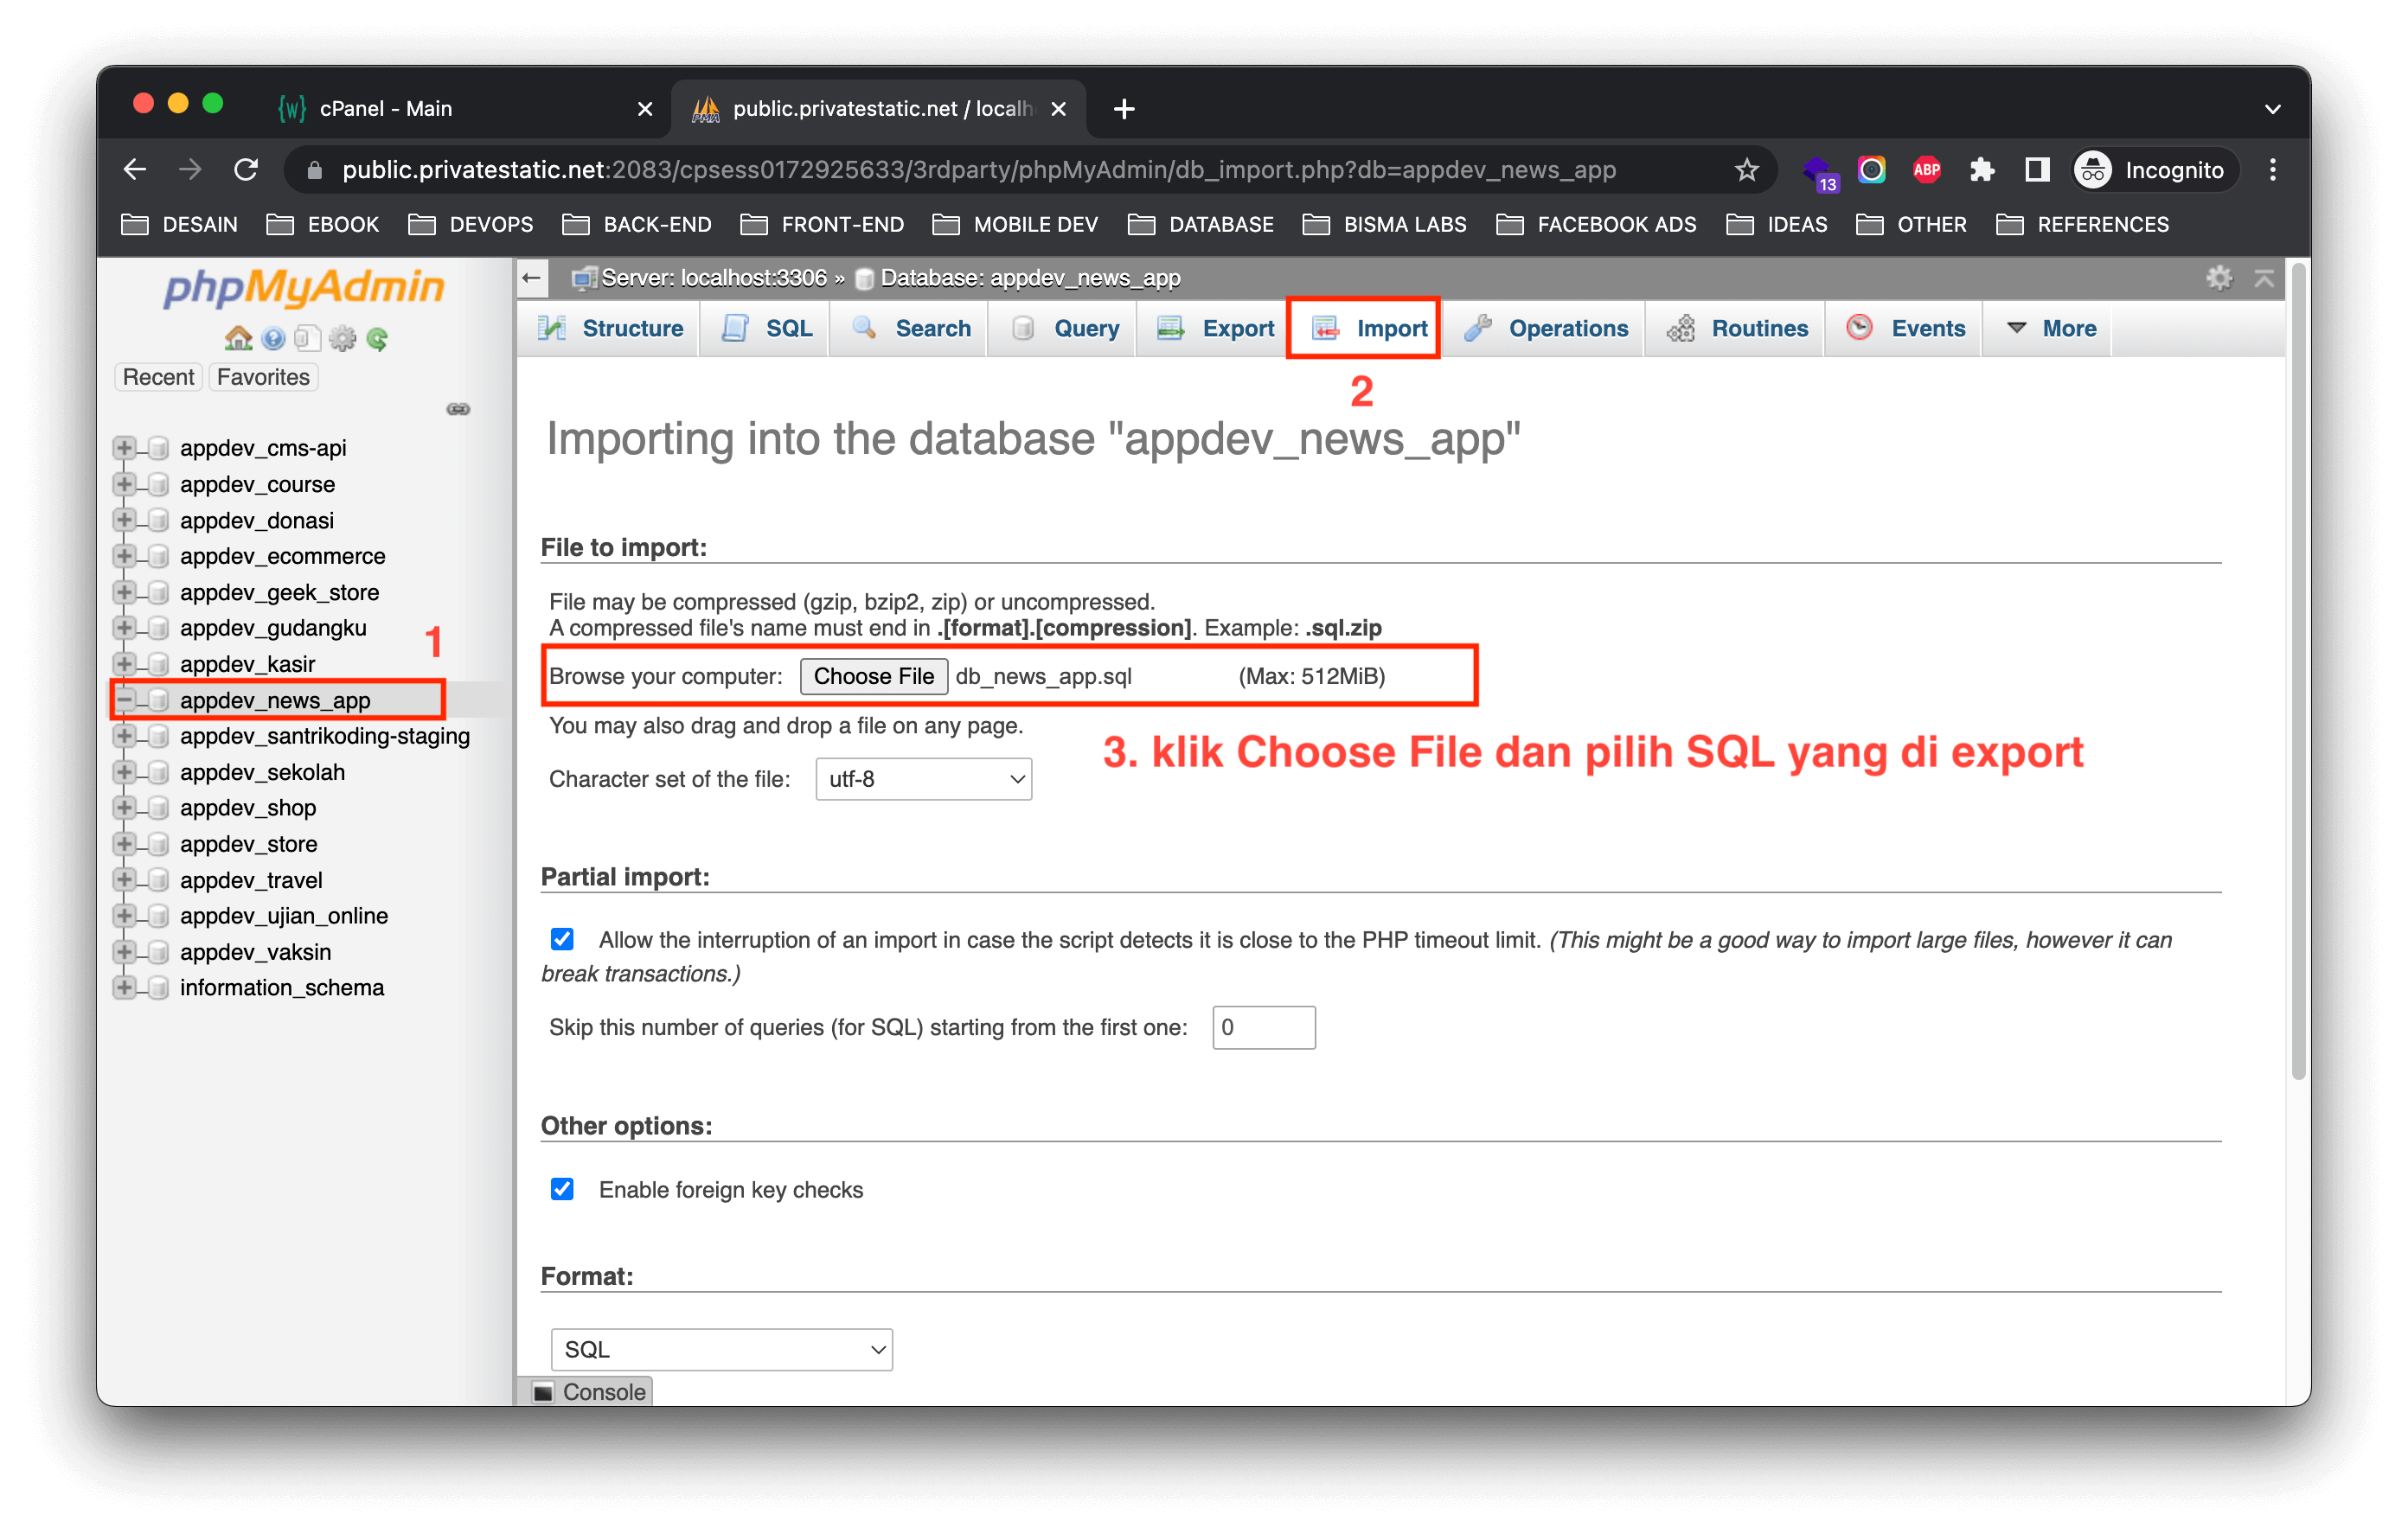 cPanel - Main
public.privatestatic.net / localh
public.privatestatic.net:2083/cpsess0172925633/3rdparty/phpMyAdmin/db_import.php?db=appdev_news_app
13
ABP
Incognito
DESAIN EBOOK DEVOPS BACK-END FRONT-END MOBILE DEV DATABASE BISMA LABS FACEBOOK ADS IDEAS OTHER REFERENCES
phpMyAdmin
Recent Favorites
appdev_cms-api
appdev_course
appdev_donasi
appdev_ecommerce
appdev_geek_store
appdev_gudangku
1
appdev_kasir
appdev_news_app
appdev_santrikoding-staging
appdev_sekolah
appdev_shop
appdev_store
appdev_travel
appdev_ujian_online
appdev_vaksin
information_schema
Server: localhost:3306 » Database: appdev_news_app
Structure SQL Search Query Export Import Operations Routines Events More
2
Importing into the database "appdev_news_app"
File to import:
File may be compressed (gzip, bzip2, zip) or uncompressed.
A compressed file's name must end in .[format].[compression]. Example: .sql.zip
Browse your computer: Choose File db_news_app.sql (Max: 512MiB)
You may also drag and drop a file on any page.
3. klik Choose File dan pilih SQL yang di export
Character set of the file: utf-8
Partial import:
Allow the interruption of an import in case the script detects it is close to the PHP timeout limit. (This might be a good way to import large files, however it can
break transactions.)
Skip this number of queries (for SQL) starting from the first one: 0
Other options:
Enable foreign key checks
Format:
SQL
Console